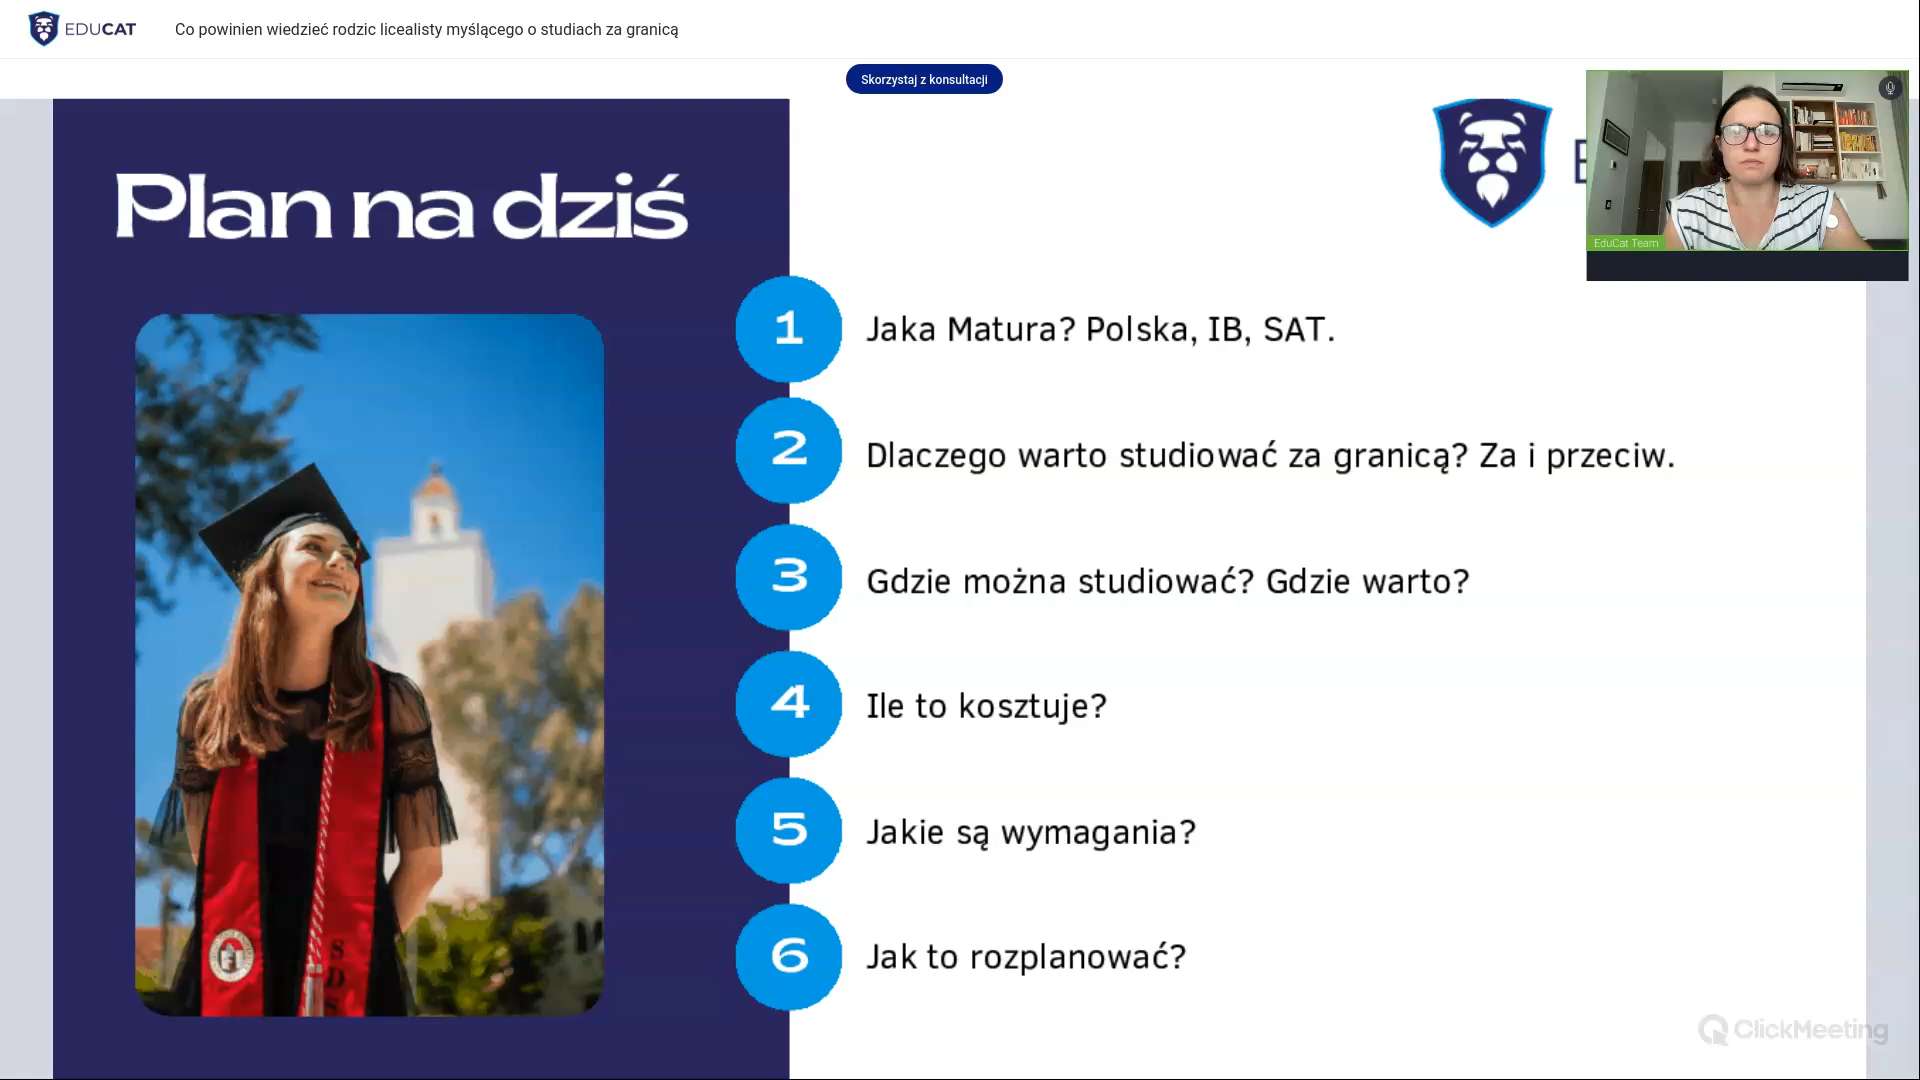 EDUCAT
Co powinien wiedzieć rodzic licealisty myślącego o studiach za granicą
Skorzystaj z konsultacji
EduCat Team
Plan na dziś
1
Jaka Matura? Polska, IB, SAT.
2
Dlaczego warto studiować za granicą? Za i przeciw.
3
Gdzie można studiować? Gdzie warto?
4
Ile to kosztuje?
5
Jakie są wymagania?
6
Jak to rozplanować?
S
D
S
ClickMeeting